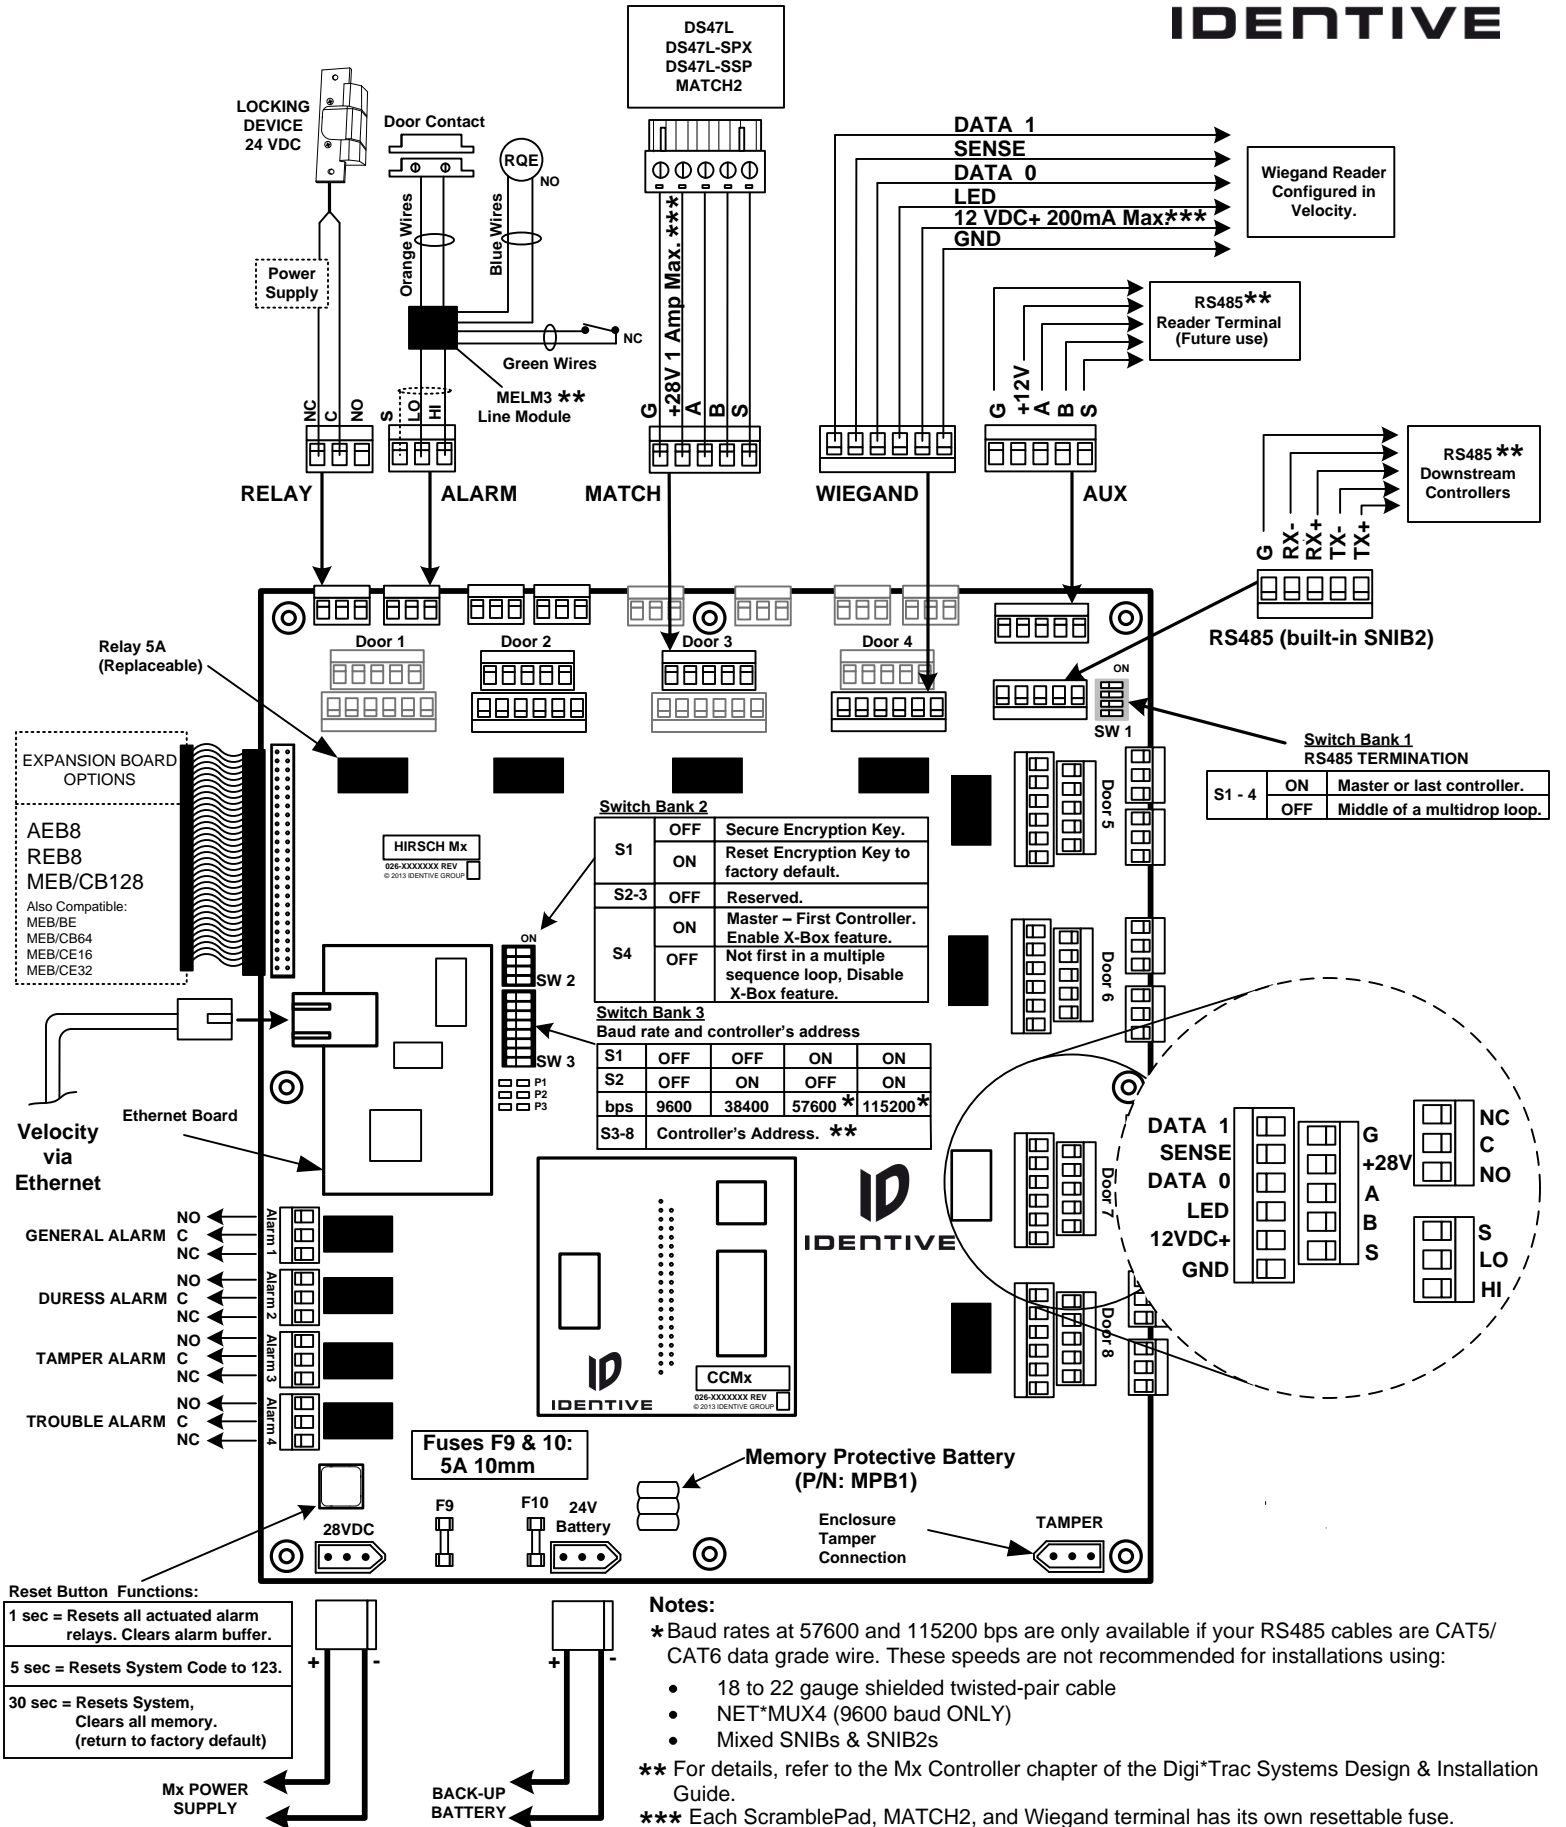 IDENTIVE
DS47L
DS47L-SPX
DS47L-SSP
MATCH2
LOCKING
DEVICE
24 VDC
Door Contact
RQE
NO
Orange Wires
Blue Wires
Power
Supply
NC
Green Wires
MELM3 **
Line Module
NC
C
NO
S
LO
HI
G
+28V 1 Amp Max. ***
A
B
S
DATA 1
SENSE
DATA 0
LED
12 VDC+ 200mA Max.***
GND
Wiegand Reader
Configured in
Velocity.
RS485**
Reader Terminal
(Future use)
G
+12V
A
B
S
RS485 **
Downstream
Controllers
G
RX-
RX+
TX-
TX+
RELAY
ALARM
MATCH
WIEGAND
AUX
RS485 (built-in SNIB2)
Relay 5A
(Replaceable)
Door 1
Door 2
Door 3
Door 4
ON
SW 1
Switch Bank 1
RS485 TERMINATION
S1 - 4 ON Master or last controller.
OFF Middle of a multidrop loop.
EXPANSION BOARD
OPTIONS
AEB8
REB8
MEB/CB128
Also Compatible:
MEB/BE
MEB/CB64
MEB/CE16
MEB/CE32
HIRSCH Mx
026-XXXXXXX REV
© 2013 IDENTIVE GROUP
Switch Bank 2
S1 OFF Secure Encryption Key.
ON Reset Encryption Key to
factory default.
S2-3 OFF Reserved.
S4 ON Master – First Controller.
Enable X-Box feature.
OFF Not first in a multiple
sequence loop, Disable
X-Box feature.
ON
SW 2
SW 3
P1
P2
P3
Switch Bank 3
Baud rate and controller's address
S1 OFF OFF ON ON
S2 OFF ON OFF ON
bps 9600 38400 57600 * 115200*
S3-8 Controller's Address. **
Door 5
Door 6
Door 7
Door 8
DATA 1
SENSE
DATA 0
LED
12VDC+
GND
G
+28V
A
B
S
NC
C
NO
S
LO
HI
Velocity
via
Ethernet
Ethernet Board
IDENTIVE
GENERAL ALARM
NO
C
NC
Alarm 1
DURESS ALARM
NO
C
NC
Alarm 2
TAMPER ALARM
NO
C
NC
Alarm 3
TROUBLE ALARM
NO
C
NC
Alarm 4
IDENTIVE
CCMx
026-XXXXXXX REV
© 2013 IDENTIVE GROUP
Fuses F9 & 10:
5A 10mm
Memory Protective Battery
(P/N: MPB1)
28VDC
F9
F10
24V
Battery
Enclosure
Tamper
Connection
TAMPER
Reset Button Functions:
1 sec = Resets all actuated alarm
relays. Clears alarm buffer.
5 sec = Resets System Code to 123.
30 sec = Resets System,
Clears all memory.
(return to factory default)
+
-
Mx POWER
SUPPLY
+
-
BACK-UP
BATTERY
Notes:
* Baud rates at 57600 and 115200 bps are only available if your RS485 cables are CAT5/
CAT6 data grade wire. These speeds are not recommended for installations using:
• 18 to 22 gauge shielded twisted-pair cable
• NET*MUX4 (9600 baud ONLY)
• Mixed SNIBs & SNIB2s
** For details, refer to the Mx Controller chapter of the Digi*Trac Systems Design & Installation
Guide.
*** Each ScramblePad, MATCH2, and Wiegand terminal has its own resettable fuse.